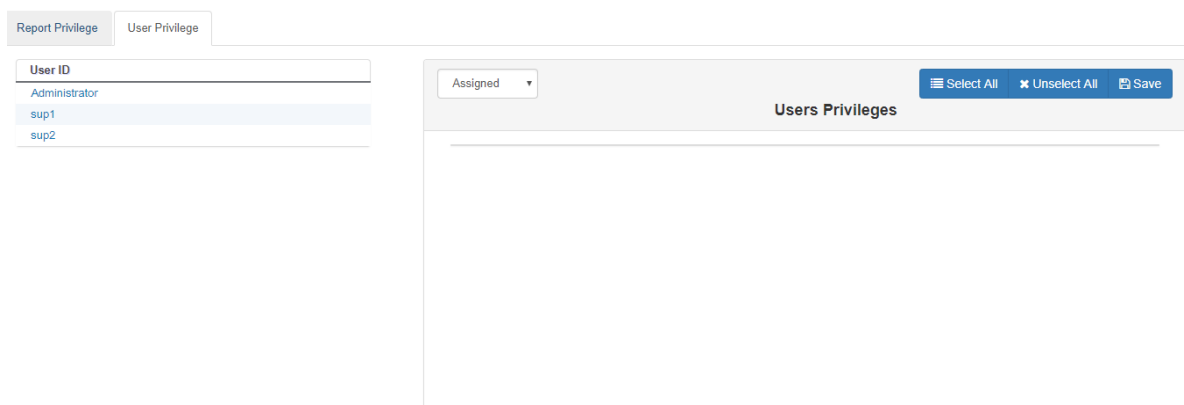 Report Privilege User Privilege
User ID
Administrator
sup1
sup2
Assigned Select All Unselect All Save
Users Privileges